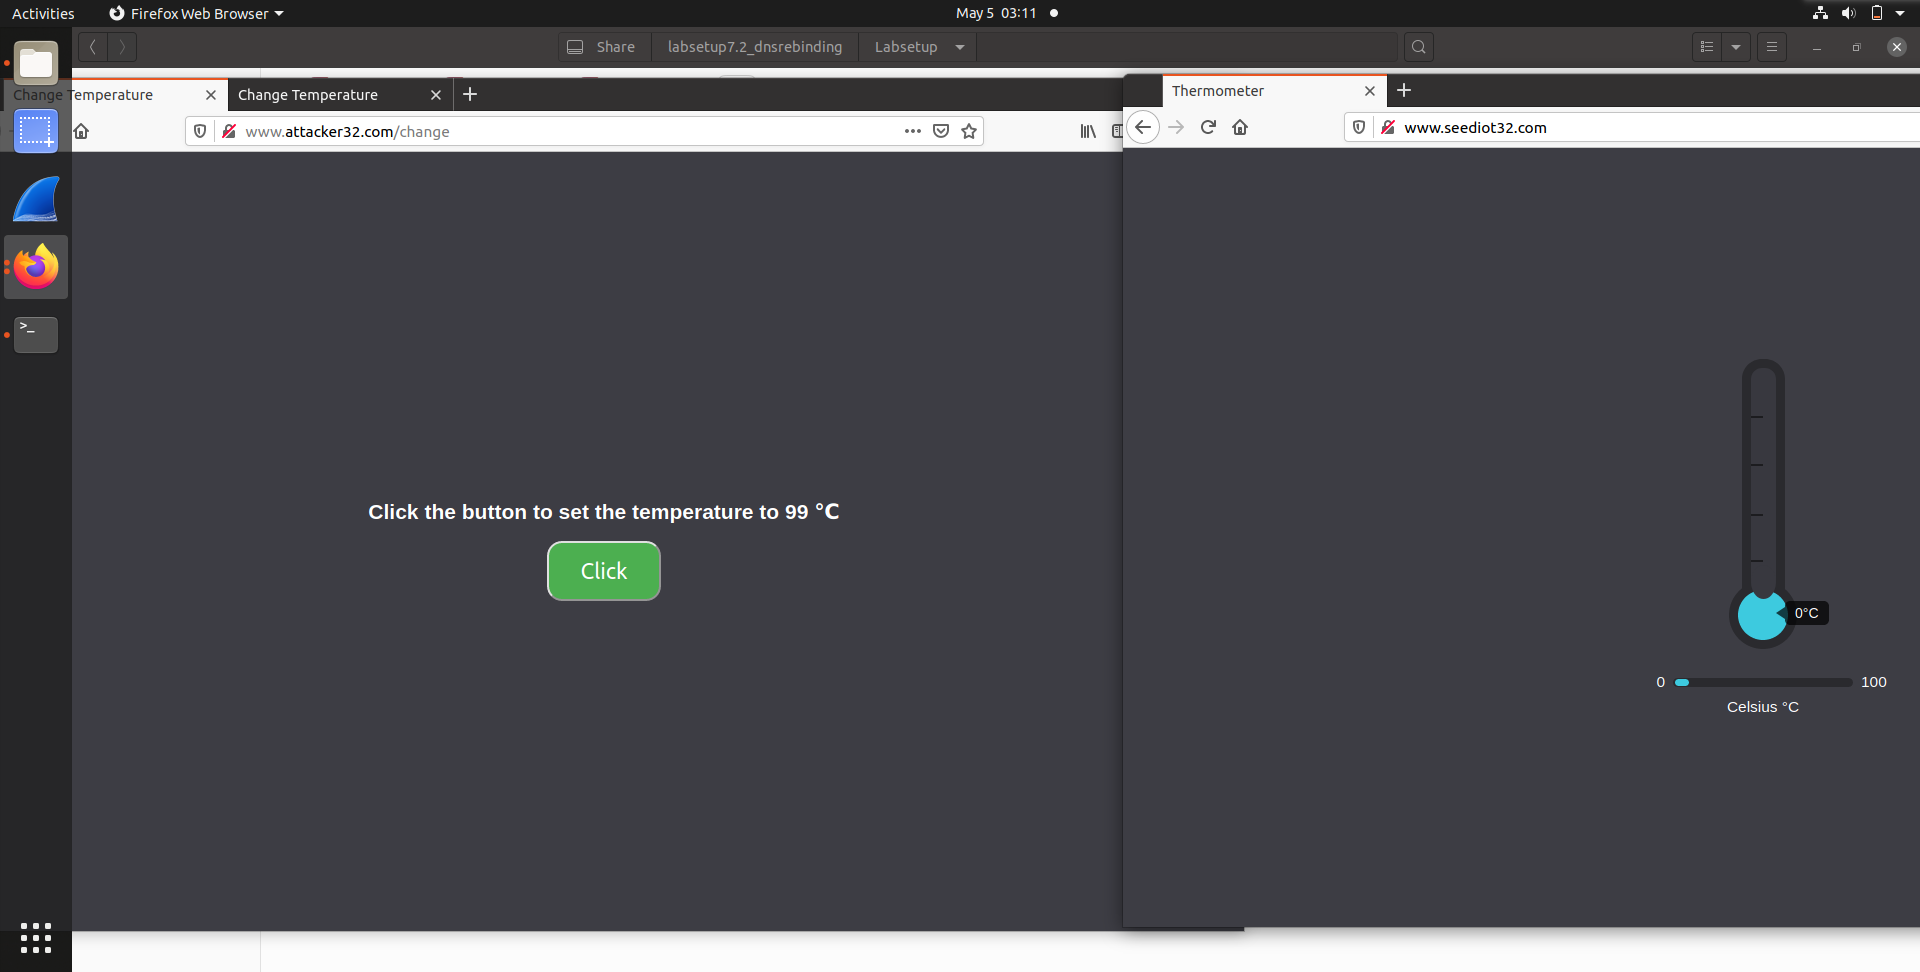 Activities
Firefox Web Browser
May 5 03:11
Share
labsetup7.2_dnsrebinding
Labsetup
Change Temperature
Change Temperature
www.attacker32.com/change
Click the button to set the temperature to 99 °C
Click
Thermometer
www.seediot32.com
0°C
0
100
Celsius °C
>_